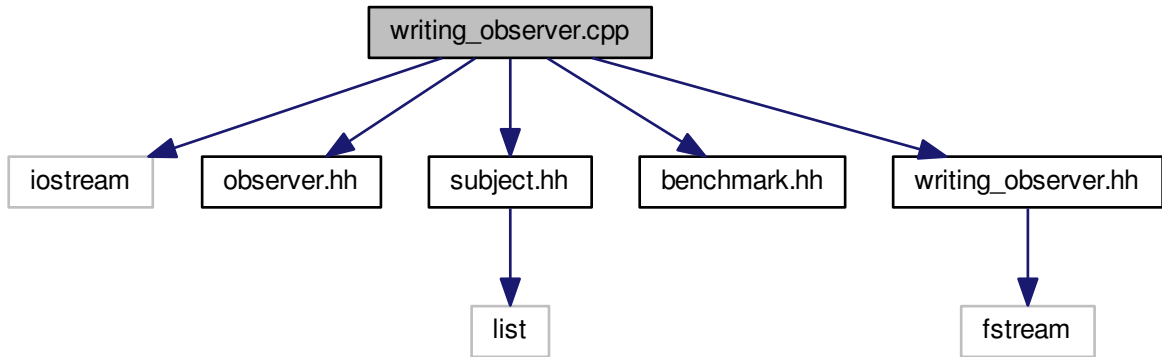 writing_observer.cpp
iostream
observer.hh
subject.hh
benchmark.hh
writing_observer.hh
list
fstream